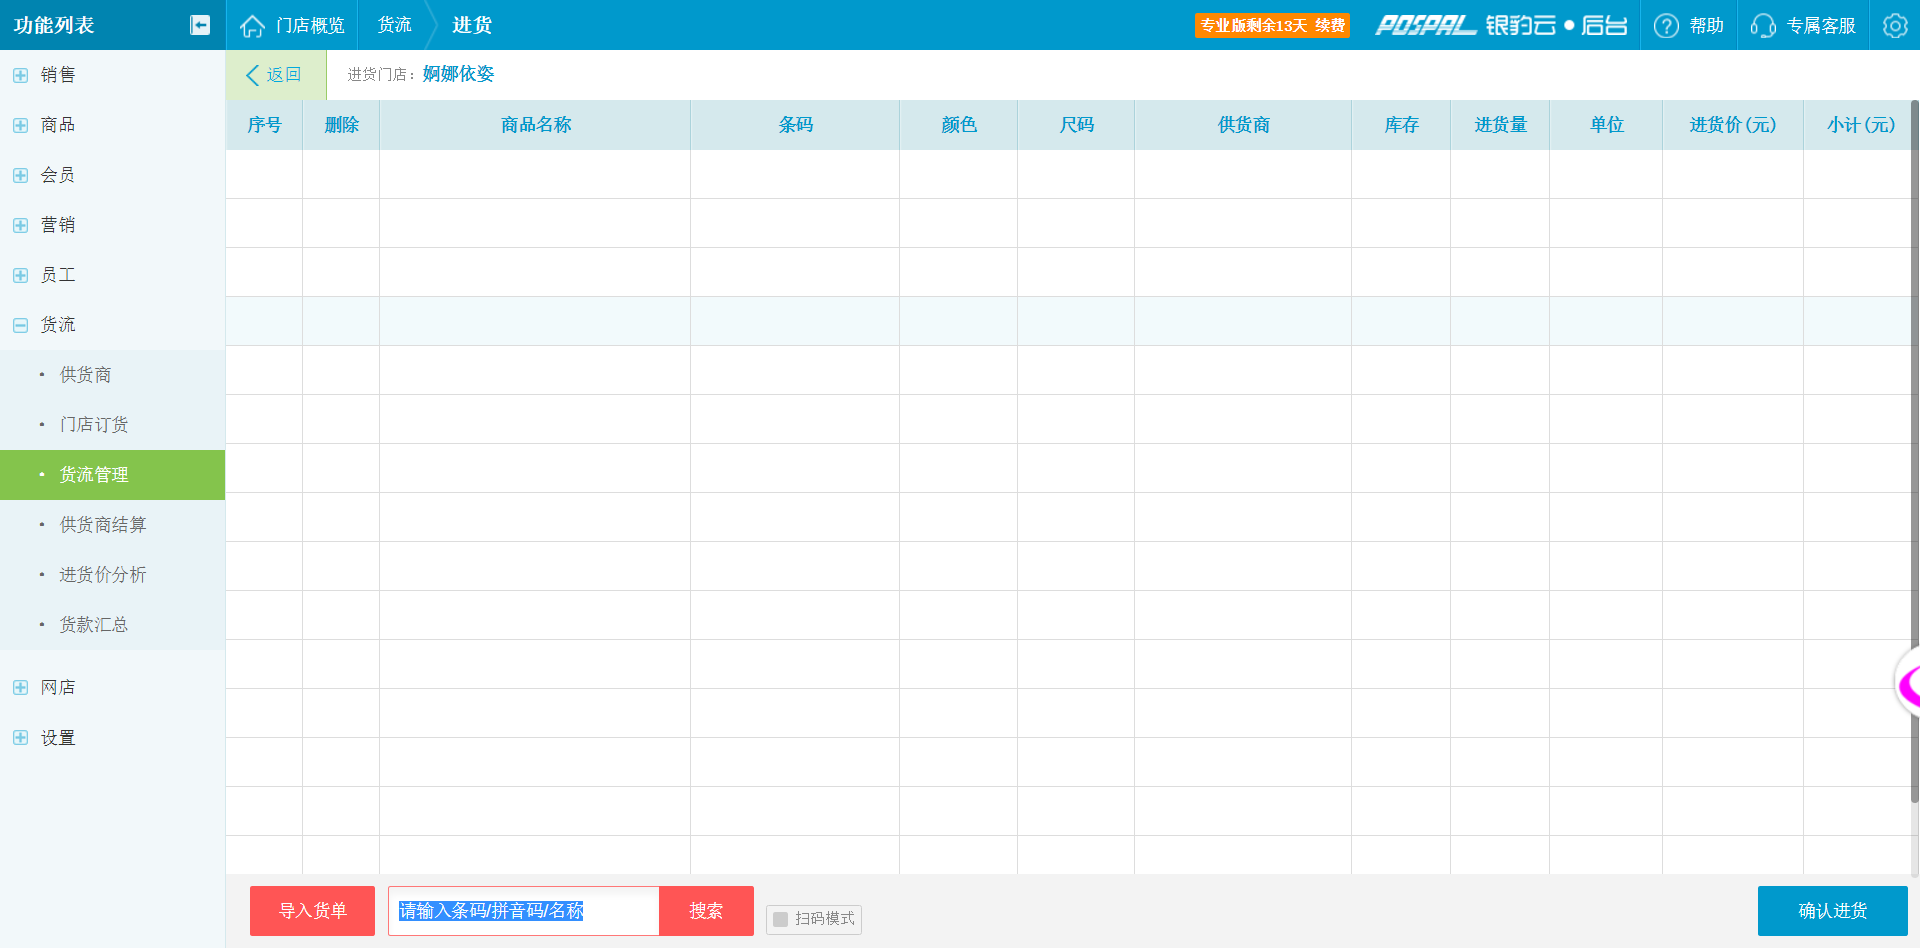 功能列表
门店概览
货流
进货
专业版剩余13天 续费
POSPAL 银豹云●后台
帮助
专属客服
返回
进货门店：婀娜依姿
销售
商品
会员
营销
员工
货流
供货商
门店订货
货流管理
供货商结算
进货价分析
货款汇总
网店
设置
序号 删除 商品名称 条码 颜色 尺码 供货商 库存 进货量 单位 进货价(元) 小计(元)
导入货单
请输入条码/拼音码/名称
搜索
扫码模式
确认进货